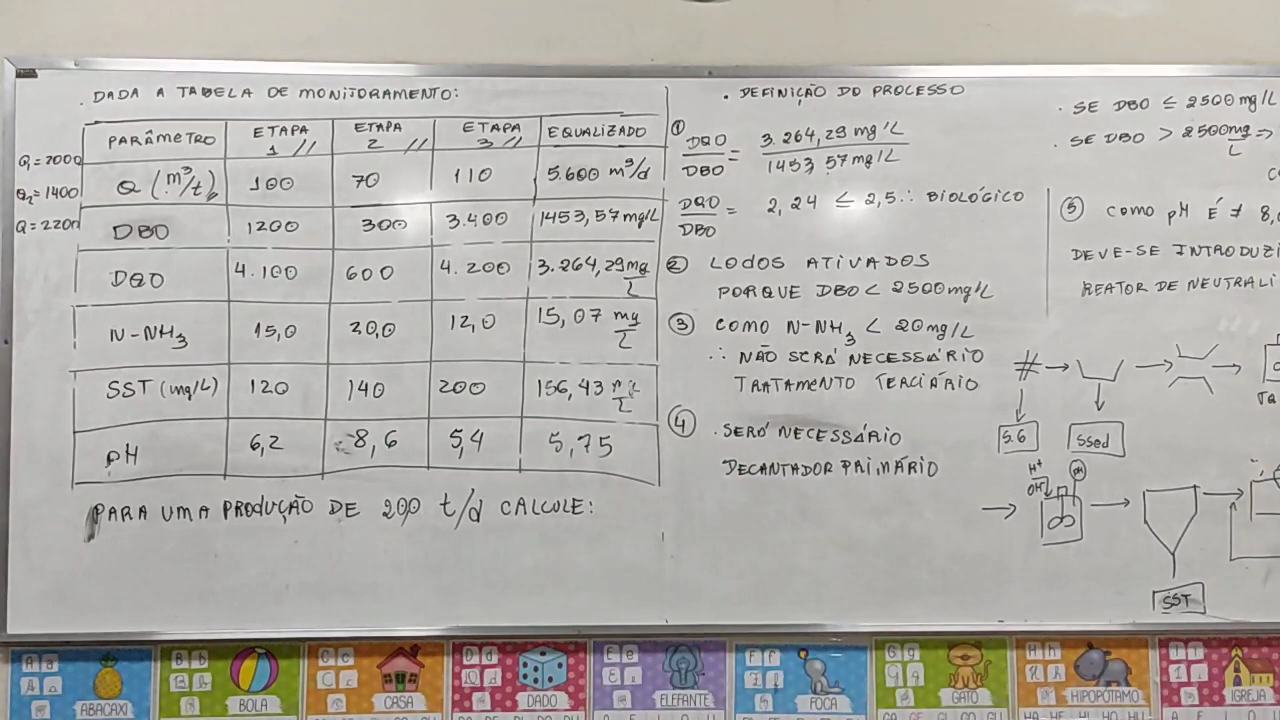 . DADA A TABELA DE MONITORAMENTO:
PARÂMETRO ETAPA 1 // ETAPA 2 // ETAPA 3 // EQUALIZADO
Q1 = 2000
Q2 = 1400
Q = 2200
Q (m³/t) 100 70 110 5.600 m³/d
DBO 1200 300 3.400 1453,57 mg/L
DQO 4.100 600 4.200 3.264,29 mg/L
N-NH3 15,0 20,0 12,0 15,07 mg/L
SST (mg/L) 120 140 200 156,43 mg/L
pH 6,2 8,6 5,4 5,75
PARA UMA PRODUÇÃO DE 200 t/d CALCULE:
. DEFINIÇÃO DO PROCESSO
① DQO/DBO = 3.264,29 mg/L / 1453,57 mg/L
DQO/DBO = 2,24 ≤ 2,5 ∴ BIOLÓGICO
② LODOS ATIVADOS
PORQUE DBO < 2500 mg/L
③ COMO N-NH3 < 20 mg/L
∴ NÃO SERÁ NECESSÁRIO
TRATAMENTO TERCIÁRIO
④ . SERÁ NECESSÁRIO
DECANTADOR PRIMÁRIO
. SE DBO ≤ 2500 mg/L
. SE DBO > 2500 mg/L ⇒
⑤ COMO pH É ≠ 8,
DEVE-SE INTRODUZI
REATOR DE NEUTRALI
S.G
SSed
H+
OH-
pH
SST
A a
ABACAXI
B b
BOLA
C c
CASA
D d
DADO
E e
ELEFANTE
F f
FOCA
G g
GATO
H h
HIPOPÓTAMO
I i
IGREJA